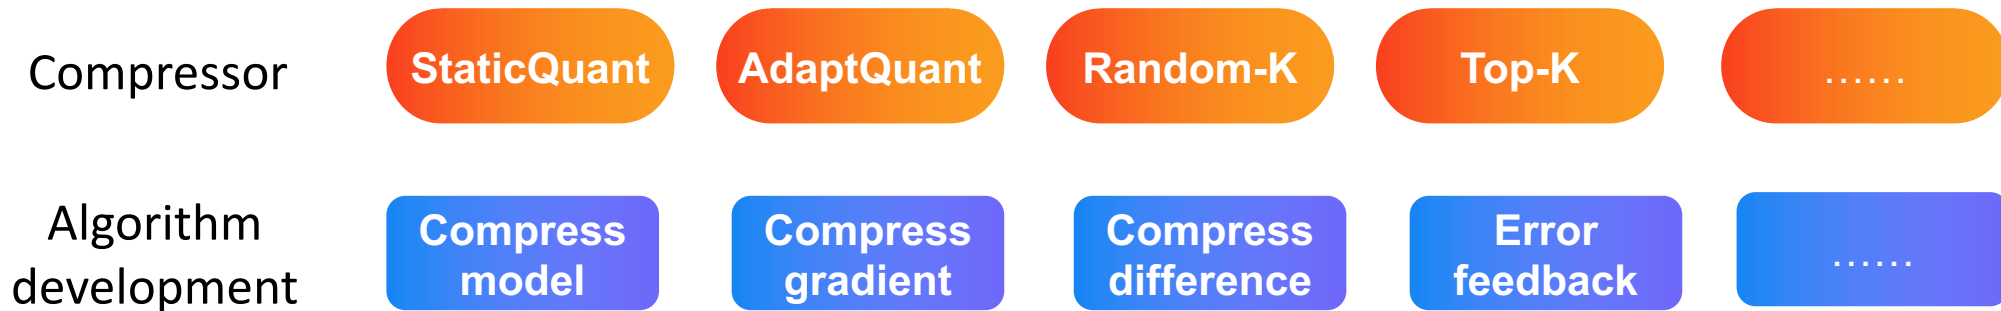 Compressor
StaticQuant
AdaptQuant
Random-K
Top-K
......
Algorithm
development
Compress
model
Compress
gradient
Compress
difference
Error
feedback
......